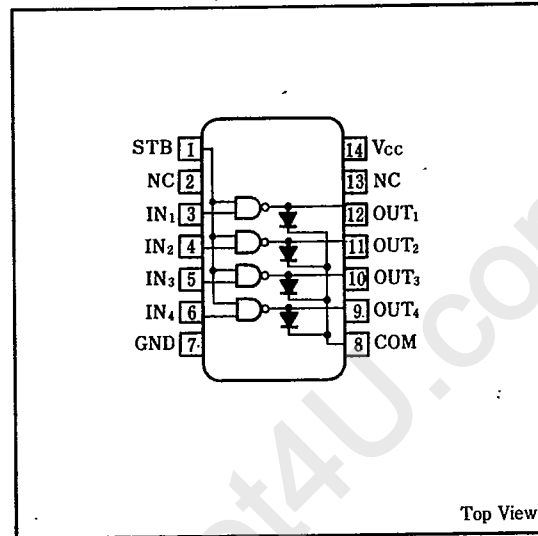 STB 1 14 Vcc
NC 2 13 NC
IN₁ 3 12 OUT₁
IN₂ 4 11 OUT₂
IN₃ 5 10 OUT₃
IN₄ 6 9 OUT₄
GND 7 8 COM
Top View